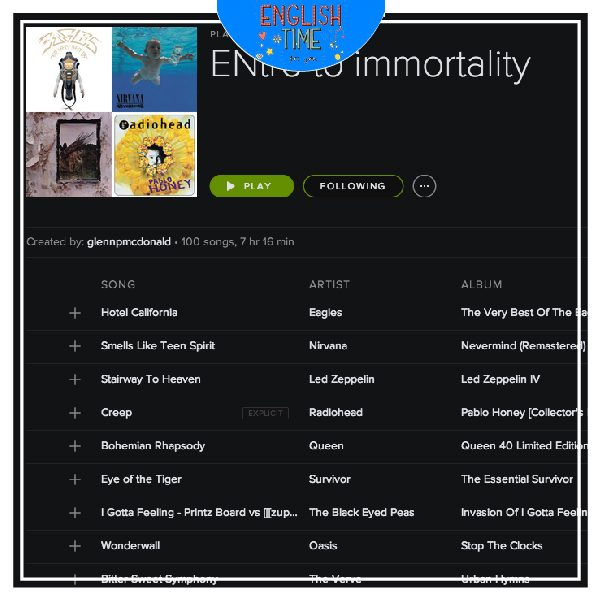 ENGLISH
TIME
for you
PLA
ENtre to immortality
NIRVANA
Radiohead
PABLO
HONEY
PLAY
FOLLOWING
Created by: glennpmcdonald • 100 songs, 7 hr 16 min
SONG ARTIST ALBUM
Hotel California Eagles The Very Best Of The Ea
Smells Like Teen Spirit Nirvana Nevermind (Remastered)
Stairway To Heaven Led Zeppelin Led Zeppelin IV
Creep EXPLICIT Radiohead Pablo Honey [Collector's
Bohemian Rhapsody Queen Queen 40 Limited Edition
Eye of the Tiger Survivor The Essential Survivor
I Gotta Feeling - Printz Board vs [[[zup... The Black Eyed Peas Invasion Of I Gotta Feelin
Wonderwall Oasis Stop The Clocks
Bitter Sweet Symphony The Verve Urban Hymns